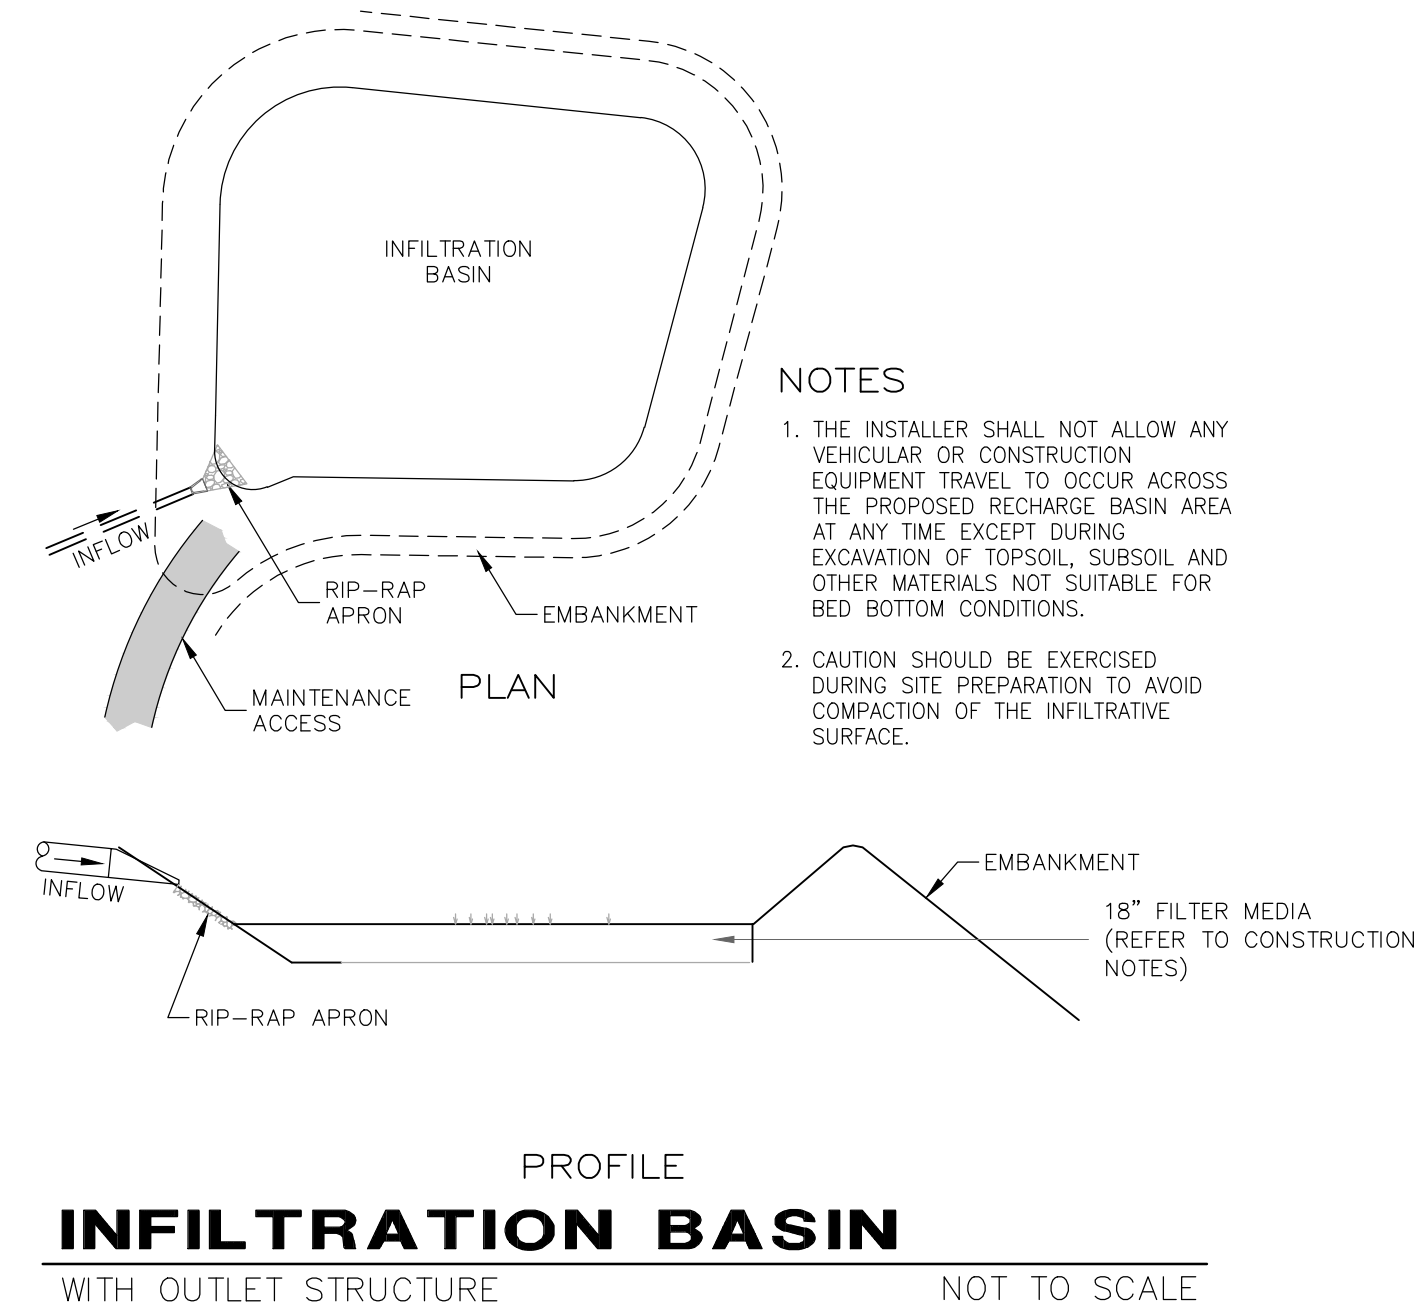 INFILTRATION
BASIN
NOTES
1. THE INSTALLER SHALL NOT ALLOW ANY
VEHICULAR OR CONSTRUCTION
EQUIPMENT TRAVEL TO OCCUR ACROSS
THE PROPOSED RECHARGE BASIN AREA
AT ANY TIME EXCEPT DURING
EXCAVATION OF TOPSOIL, SUBSOIL AND
OTHER MATERIALS NOT SUITABLE FOR
BED BOTTOM CONDITIONS.
2. CAUTION SHOULD BE EXERCISED
DURING SITE PREPARATION TO AVOID
COMPACTION OF THE INFILTRATIVE
SURFACE.
INFLOW
RIP-RAP
APRON
EMBANKMENT
MAINTENANCE
ACCESS
PLAN
INFLOW
EMBANKMENT
18” FILTER MEDIA
(REFER TO CONSTRUCTION
NOTES)
RIP-RAP APRON
PROFILE
INFILTRATION BASIN
WITH OUTLET STRUCTURE
NOT TO SCALE